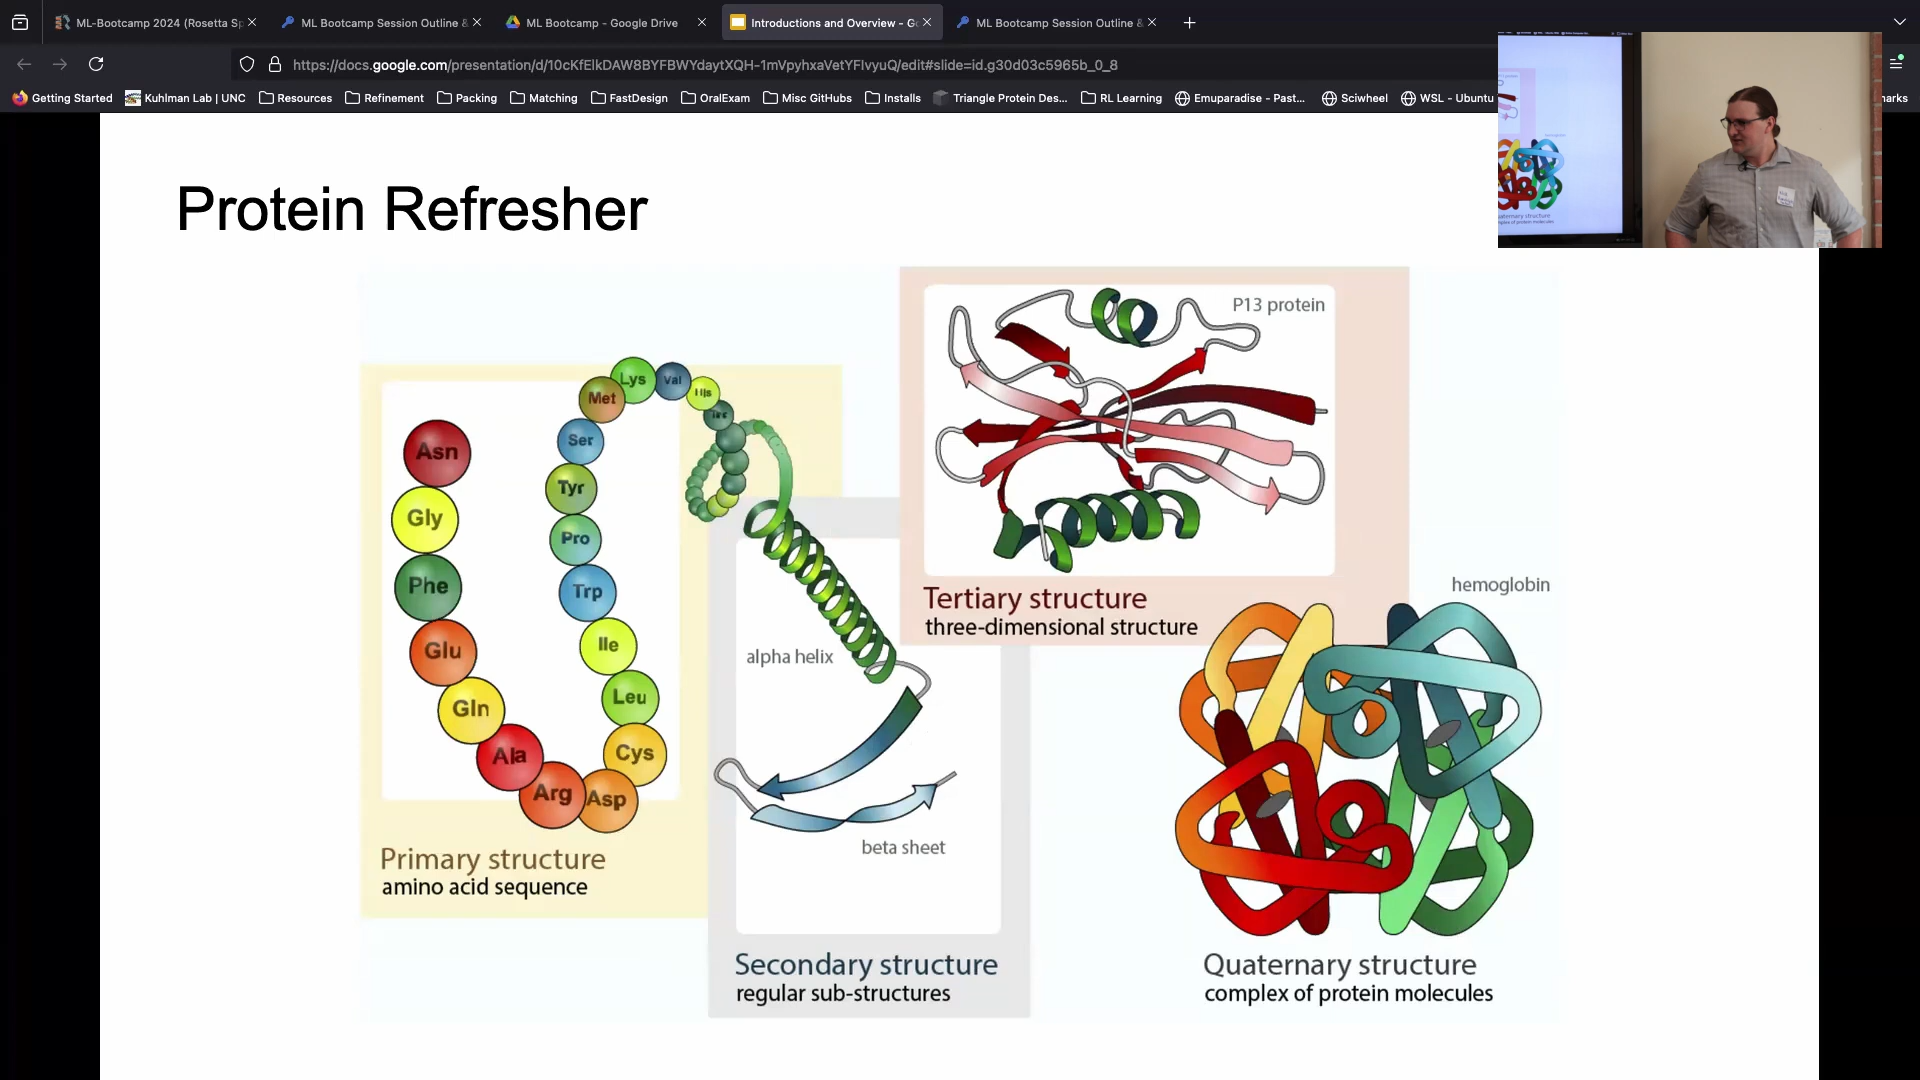 ML-Bootcamp 2024 (Rosetta Sp
ML Bootcamp Session Outline &
ML Bootcamp - Google Drive
Introductions and Overview - Go
ML Bootcamp Session Outline &
https://docs.google.com/presentation/d/10cKfElkDAW8BYFBWYdaytXQH-1mVpyhxaVetYFIvyuQ/edit#slide=id.g30d03c5965b_0_8
Getting Started
Kuhlman Lab | UNC
Resources
Refinement
Packing
Matching
FastDesign
OralExam
Misc GitHubs
Installs
Triangle Protein Des...
RL Learning
Emuparadise - Past...
Sciwheel
WSL - Ubuntu
marks
Protein Refresher
Asn
Gly
Phe
Glu
Gln
Ala
Arg
Asp
Cys
Leu
Ile
Trp
Pro
Tyr
Ser
Met
Lys
Val
Primary structure
amino acid sequence
alpha helix
beta sheet
Secondary structure
regular sub-structures
P13 protein
Tertiary structure
three-dimensional structure
hemoglobin
Quaternary structure
complex of protein molecules